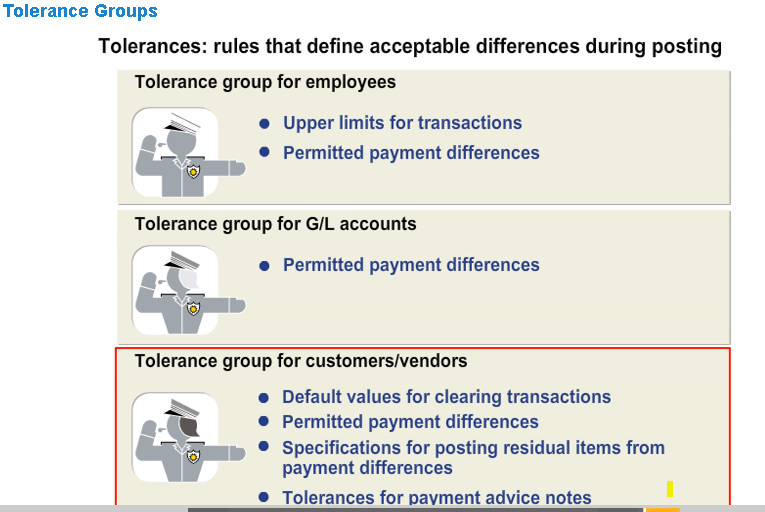 Tolerance Groups
Tolerances: rules that define acceptable differences during posting
Tolerance group for employees
Upper limits for transactions
Permitted payment differences
Tolerance group for G/L accounts
Permitted payment differences
Tolerance group for customers/vendors
Default values for clearing transactions
Permitted payment differences
Specifications for posting residual items from
payment differences
Tolerances for payment advice notes